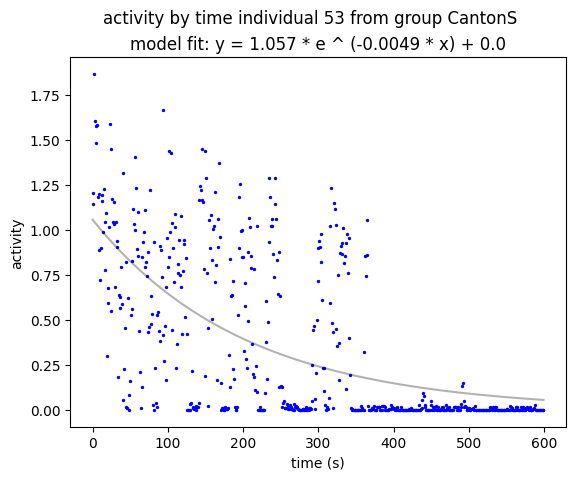 activity by time individual 53 from group CantonS
model fit: y = 1.057 * e ^ (-0.0049 * x) + 0.0
1.75
1.50
1.25
1.00
0.75
0.50
0.25
0.00
activity
0 100 200 300 400 500 600
time (s)